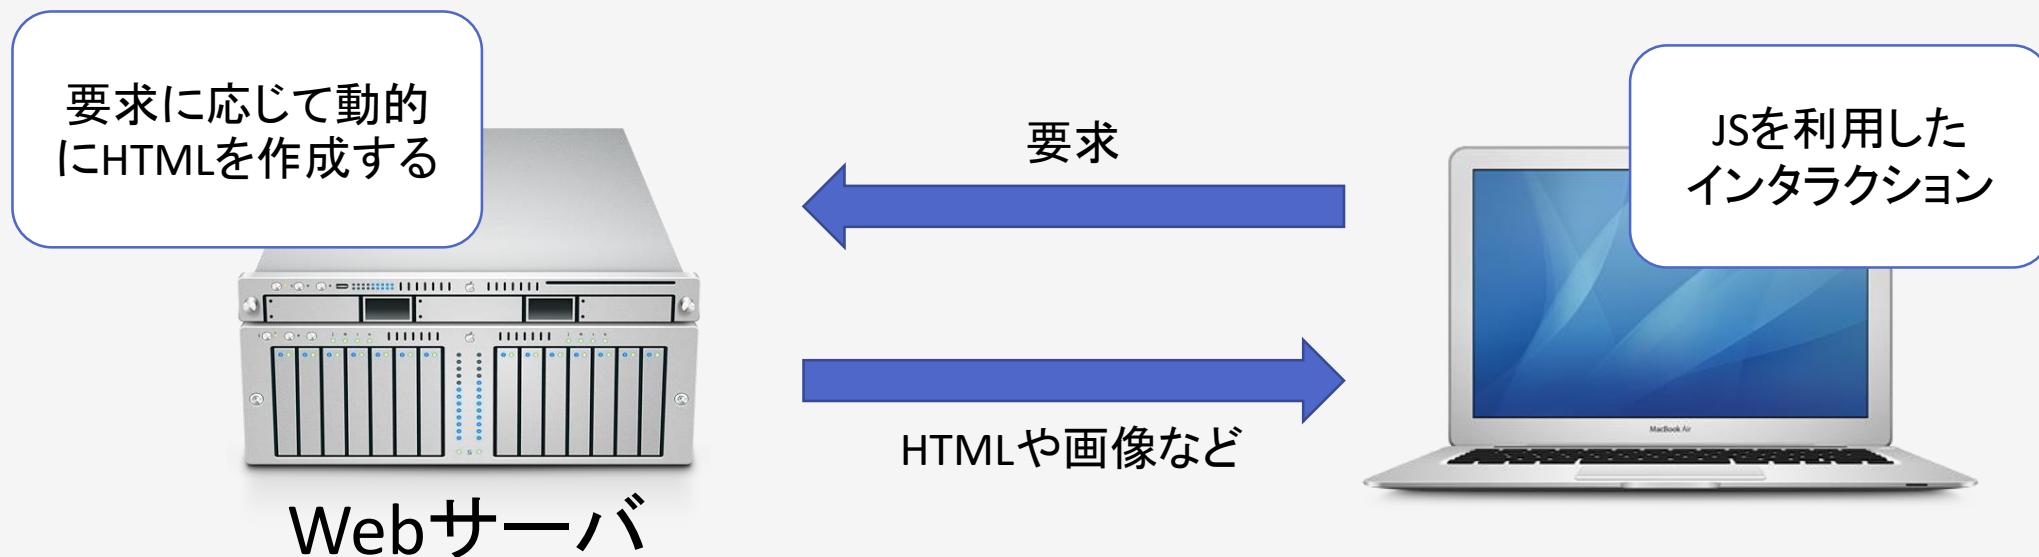 要求に応じて動的
にHTMLを作成する
要求
JSを利用した
インタラクション
HTMLや画像など
MacBook Air
Webサーバ